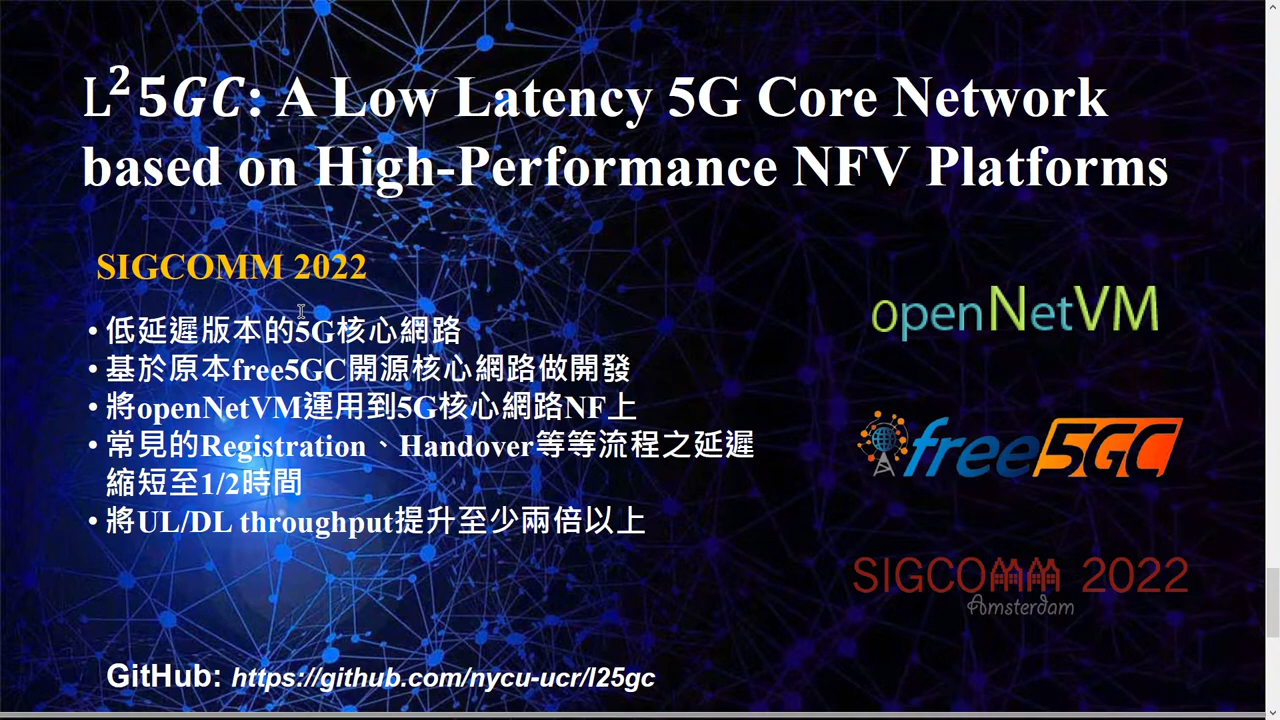 L²5GC: A Low Latency 5G Core Network
based on High-Performance NFV Platforms
SIGCOMM 2022
• 低延遲版本的5G核心網路
• 基於原本free5GC開源核心網路做開發
• 將openNetVM運用到5G核心網路NF上
• 常見的Registration、Handover等等流程之延遲
縮短至1/2時間
• 將UL/DL throughput提升至少兩倍以上
openNetVM
free5GC
SIGCOMM 2022
Amsterdam
GitHub: https://github.com/nycu-ucr/l25gc